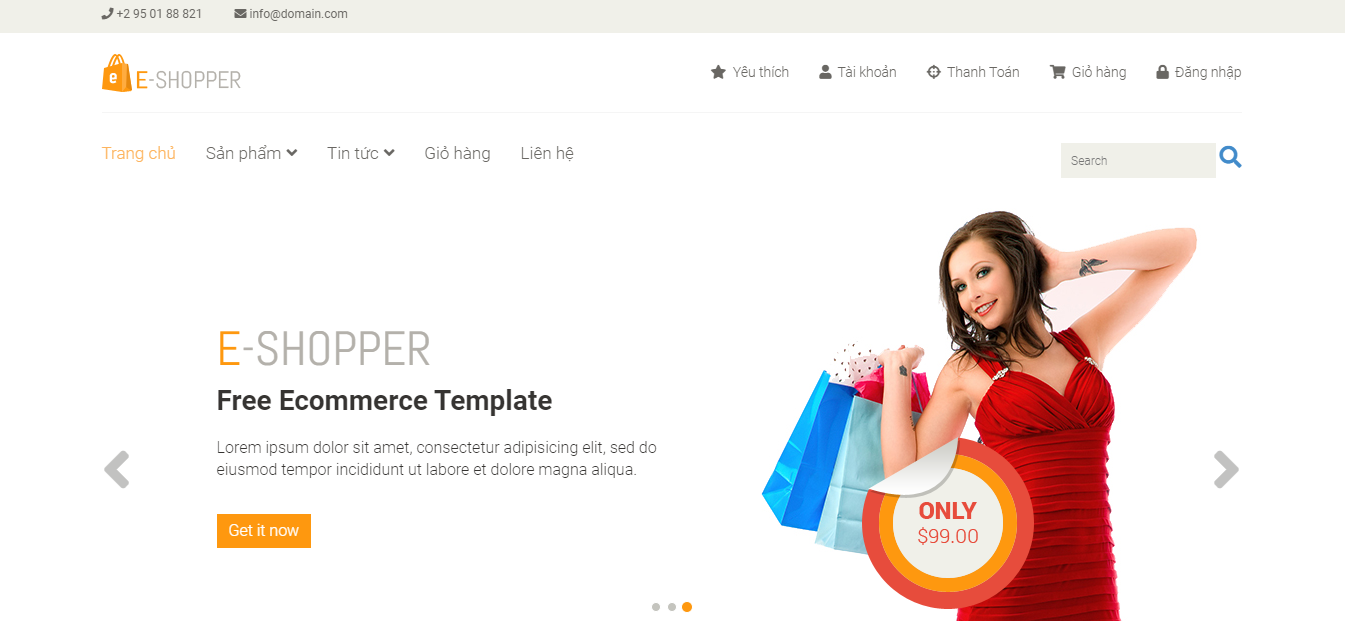 +2 95 01 88 821 info@domain.com
e E-SHOPPER
Yêu thích Tài khoản Thanh Toán Giỏ hàng Đăng nhập
Trang chủ Sản phẩm Tin tức Giỏ hàng Liên hệ
Search
E-SHOPPER
Free Ecommerce Template
Lorem ipsum dolor sit amet, consectetur adipisicing elit, sed do
eiusmod tempor incididunt ut labore et dolore magna aliqua.
Get it now
ONLY
$99.00